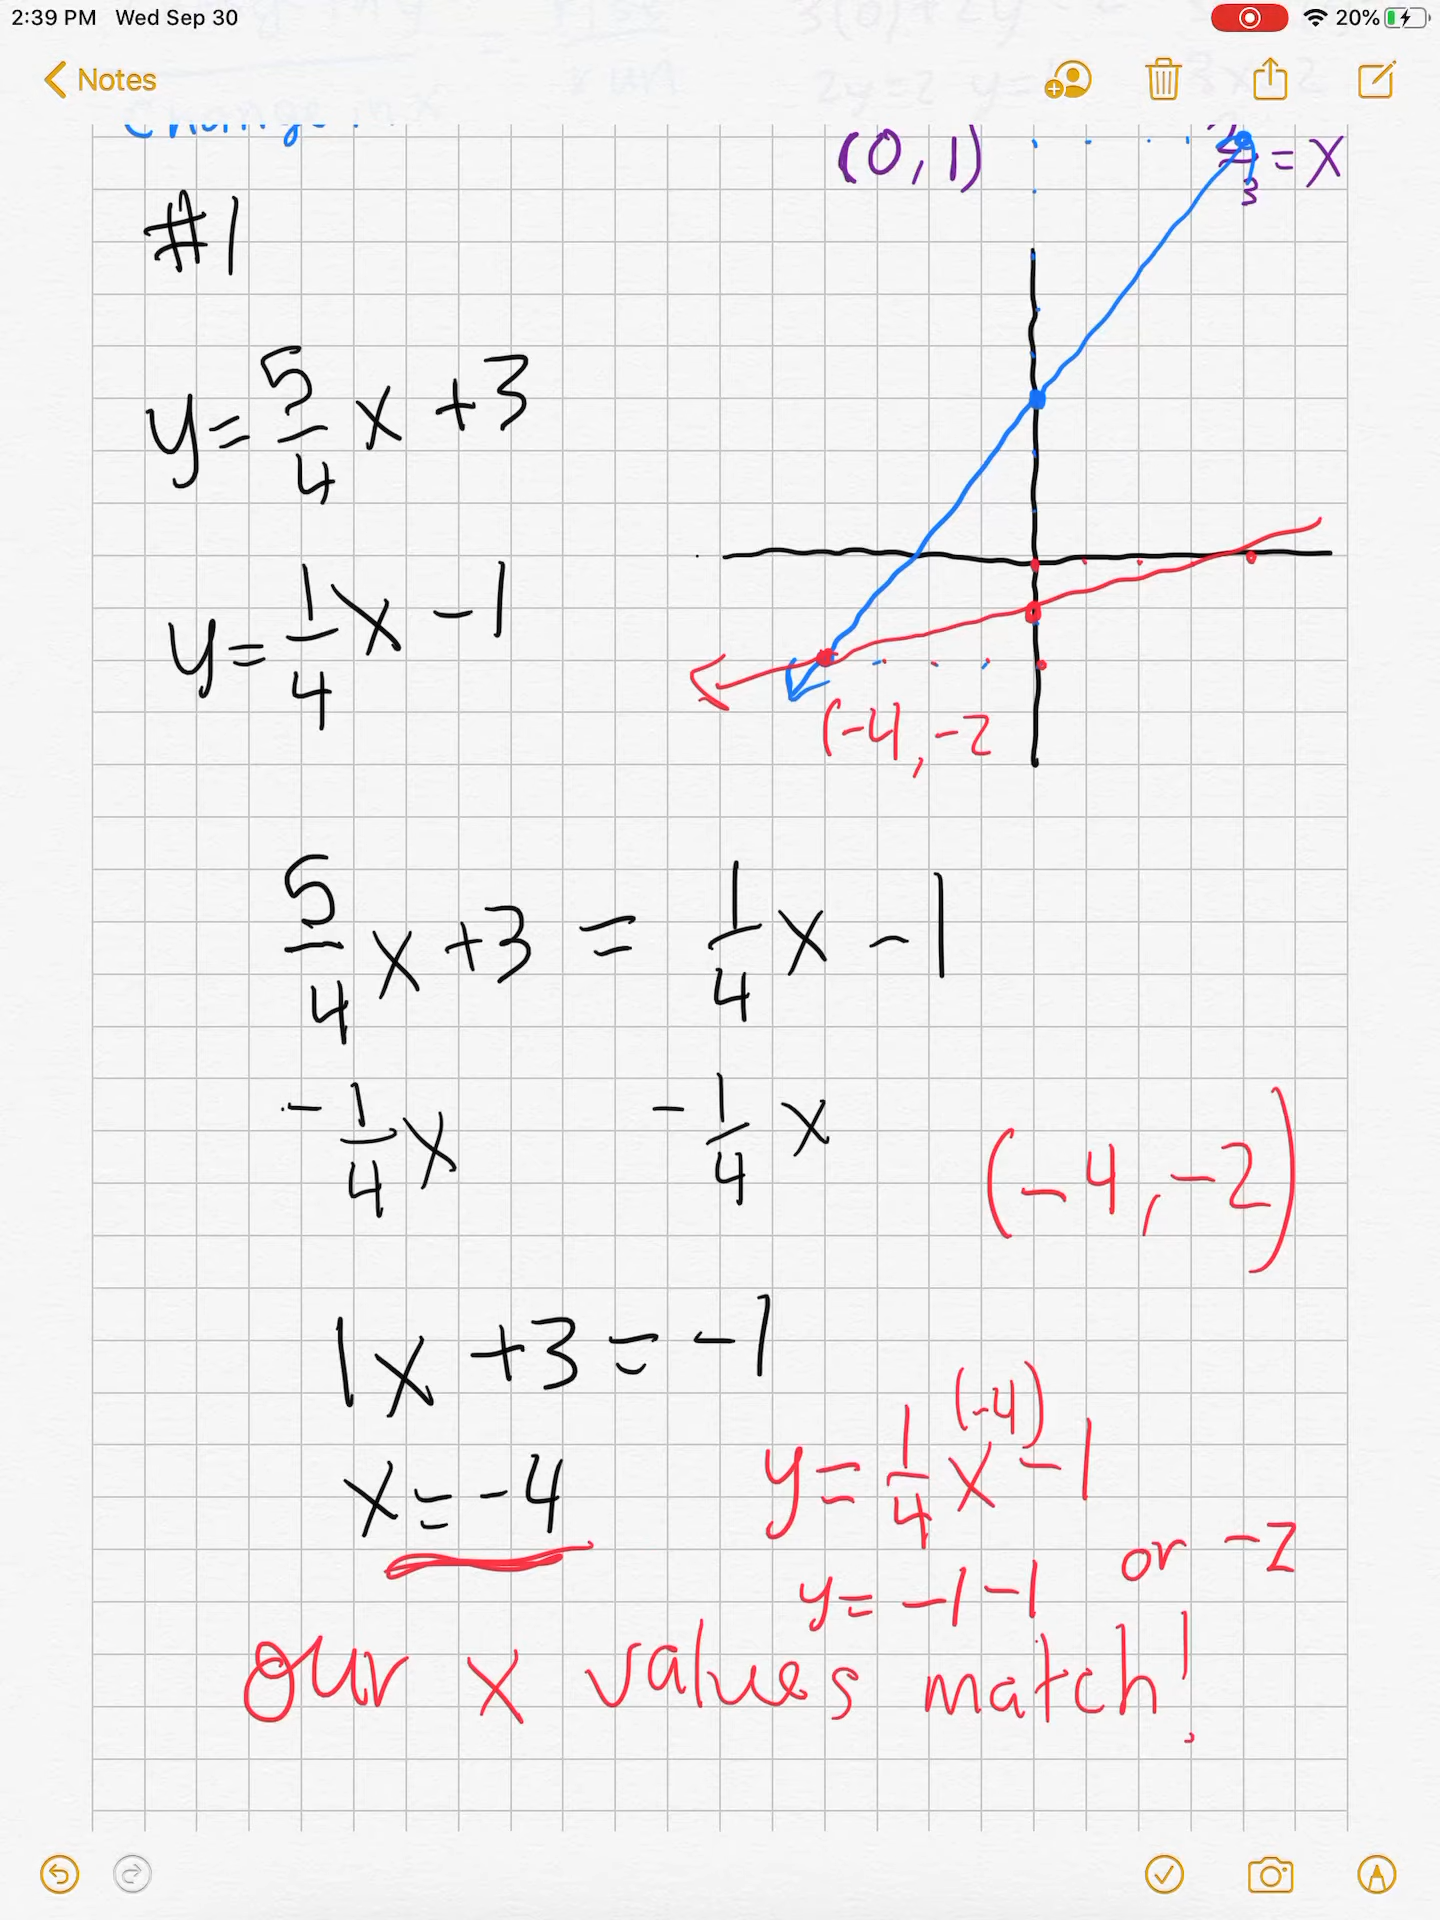 2:39 PM Wed Sep 30
20%
Notes
(0, 1)
= x
3
#1
y = 5/4 x + 3
y = 1/4 x - 1
(-4, -2
5/4 x + 3 = 1/4 x - 1
- 1/4 x - 1/4 x
(-4, -2)
1x + 3 = -1
(-4)
x = -4
y = 1/4 x - 1
y = -1 - 1 or -2
our x values match!